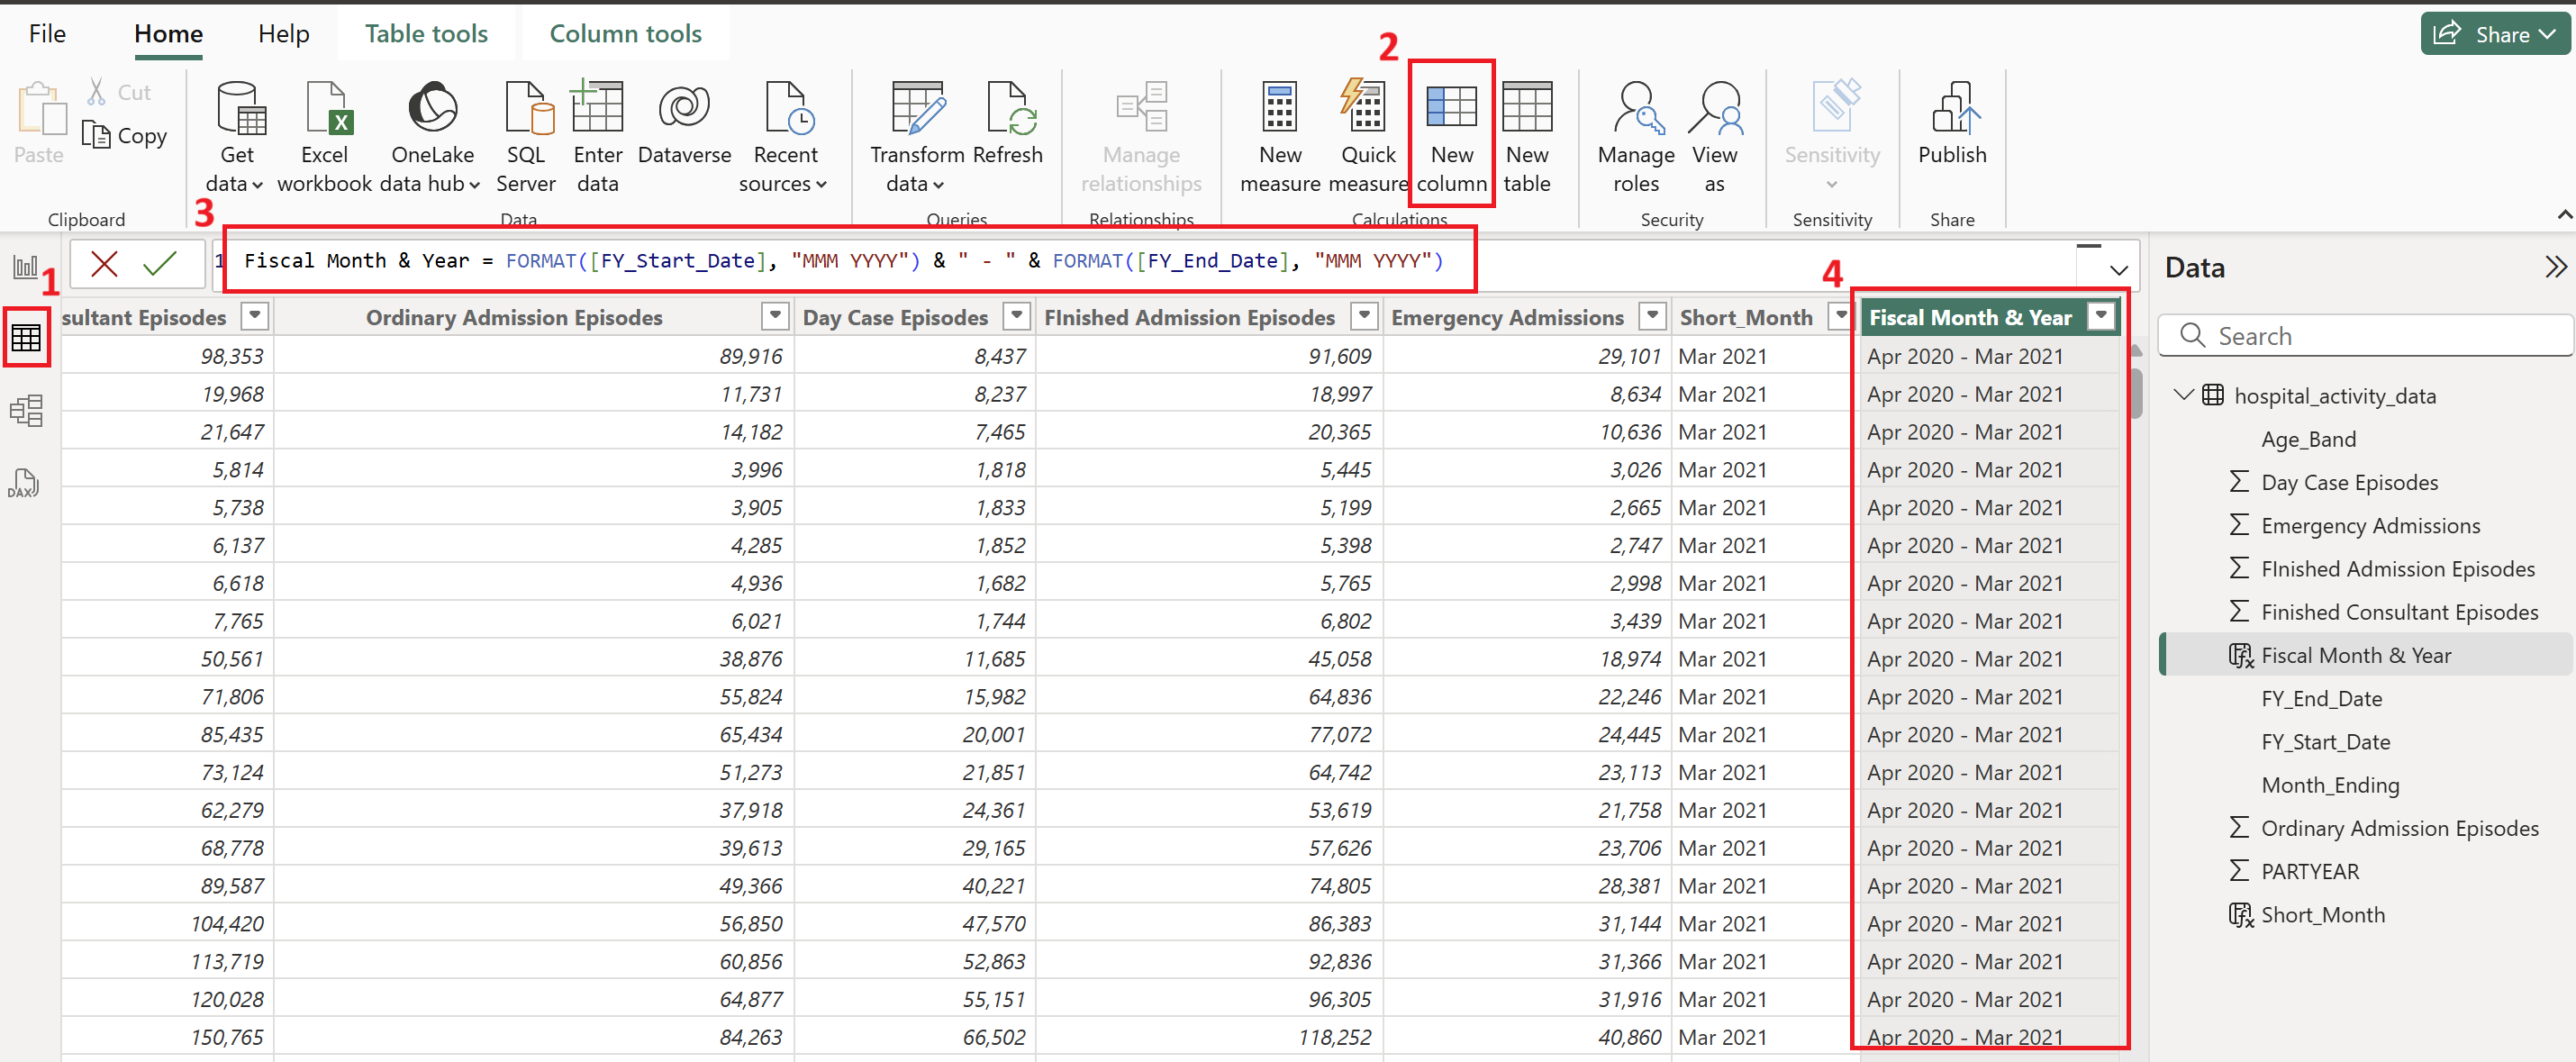 File Home Help Table tools Column tools Share
2
Paste Cut Copy Get data Excel workbook OneLake data hub SQL Server Enter data Dataverse Recent sources Transform data Refresh Manage relationships New measure Quick measure New column New table Manage roles View as Sensitivity Publish
Clipboard Data Queries Relationships Calculations Security Sensitivity Share
3
1 Fiscal Month & Year = FORMAT([FY_Start_Date], "MMM YYYY") & " - " & FORMAT([FY_End_Date], "MMM YYYY")
1
4
sultant Episodes Ordinary Admission Episodes Day Case Episodes FInished Admission Episodes Emergency Admissions Short_Month Fiscal Month & Year
98,353 89,916 8,437 91,609 29,101 Mar 2021 Apr 2020 - Mar 2021
19,968 11,731 8,237 18,997 8,634 Mar 2021 Apr 2020 - Mar 2021
21,647 14,182 7,465 20,365 10,636 Mar 2021 Apr 2020 - Mar 2021
5,814 3,996 1,818 5,445 3,026 Mar 2021 Apr 2020 - Mar 2021
5,738 3,905 1,833 5,199 2,665 Mar 2021 Apr 2020 - Mar 2021
6,137 4,285 1,852 5,398 2,747 Mar 2021 Apr 2020 - Mar 2021
6,618 4,936 1,682 5,765 2,998 Mar 2021 Apr 2020 - Mar 2021
7,765 6,021 1,744 6,802 3,439 Mar 2021 Apr 2020 - Mar 2021
50,561 38,876 11,685 45,058 18,974 Mar 2021 Apr 2020 - Mar 2021
71,806 55,824 15,982 64,836 22,246 Mar 2021 Apr 2020 - Mar 2021
85,435 65,434 20,001 77,072 24,445 Mar 2021 Apr 2020 - Mar 2021
73,124 51,273 21,851 64,742 23,113 Mar 2021 Apr 2020 - Mar 2021
62,279 37,918 24,361 53,619 21,758 Mar 2021 Apr 2020 - Mar 2021
68,778 39,613 29,165 57,626 23,706 Mar 2021 Apr 2020 - Mar 2021
89,587 49,366 40,221 74,805 28,381 Mar 2021 Apr 2020 - Mar 2021
104,420 56,850 47,570 86,383 31,144 Mar 2021 Apr 2020 - Mar 2021
113,719 60,856 52,863 92,836 31,366 Mar 2021 Apr 2020 - Mar 2021
120,028 64,877 55,151 96,305 31,916 Mar 2021 Apr 2020 - Mar 2021
150,765 84,263 66,502 118,252 40,860 Mar 2021 Apr 2020 - Mar 2021
DAX
Data
Search
hospital_activity_data
Age_Band
Day Case Episodes
Emergency Admissions
FInished Admission Episodes
Finished Consultant Episodes
Fiscal Month & Year
FY_End_Date
FY_Start_Date
Month_Ending
Ordinary Admission Episodes
PARTYEAR
Short_Month